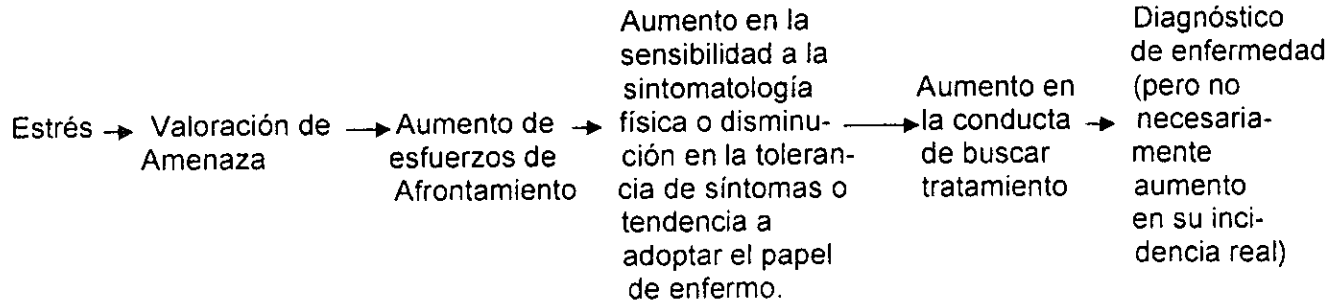 Estrés → Valoración de
Amenaza
→ Aumento de
esfuerzos de
Afrontamiento
→ Aumento en la
sensibilidad a la
sintomatología
física o disminu-
ción en la toleran-
cia de síntomas o
tendencia a
adoptar el papel
de enfermo.
→ Aumento en
la conducta
de buscar
tratamiento
→ Diagnóstico
de enfermedad
(pero no
necesaria-
mente
aumento
en su inci-
dencia real)